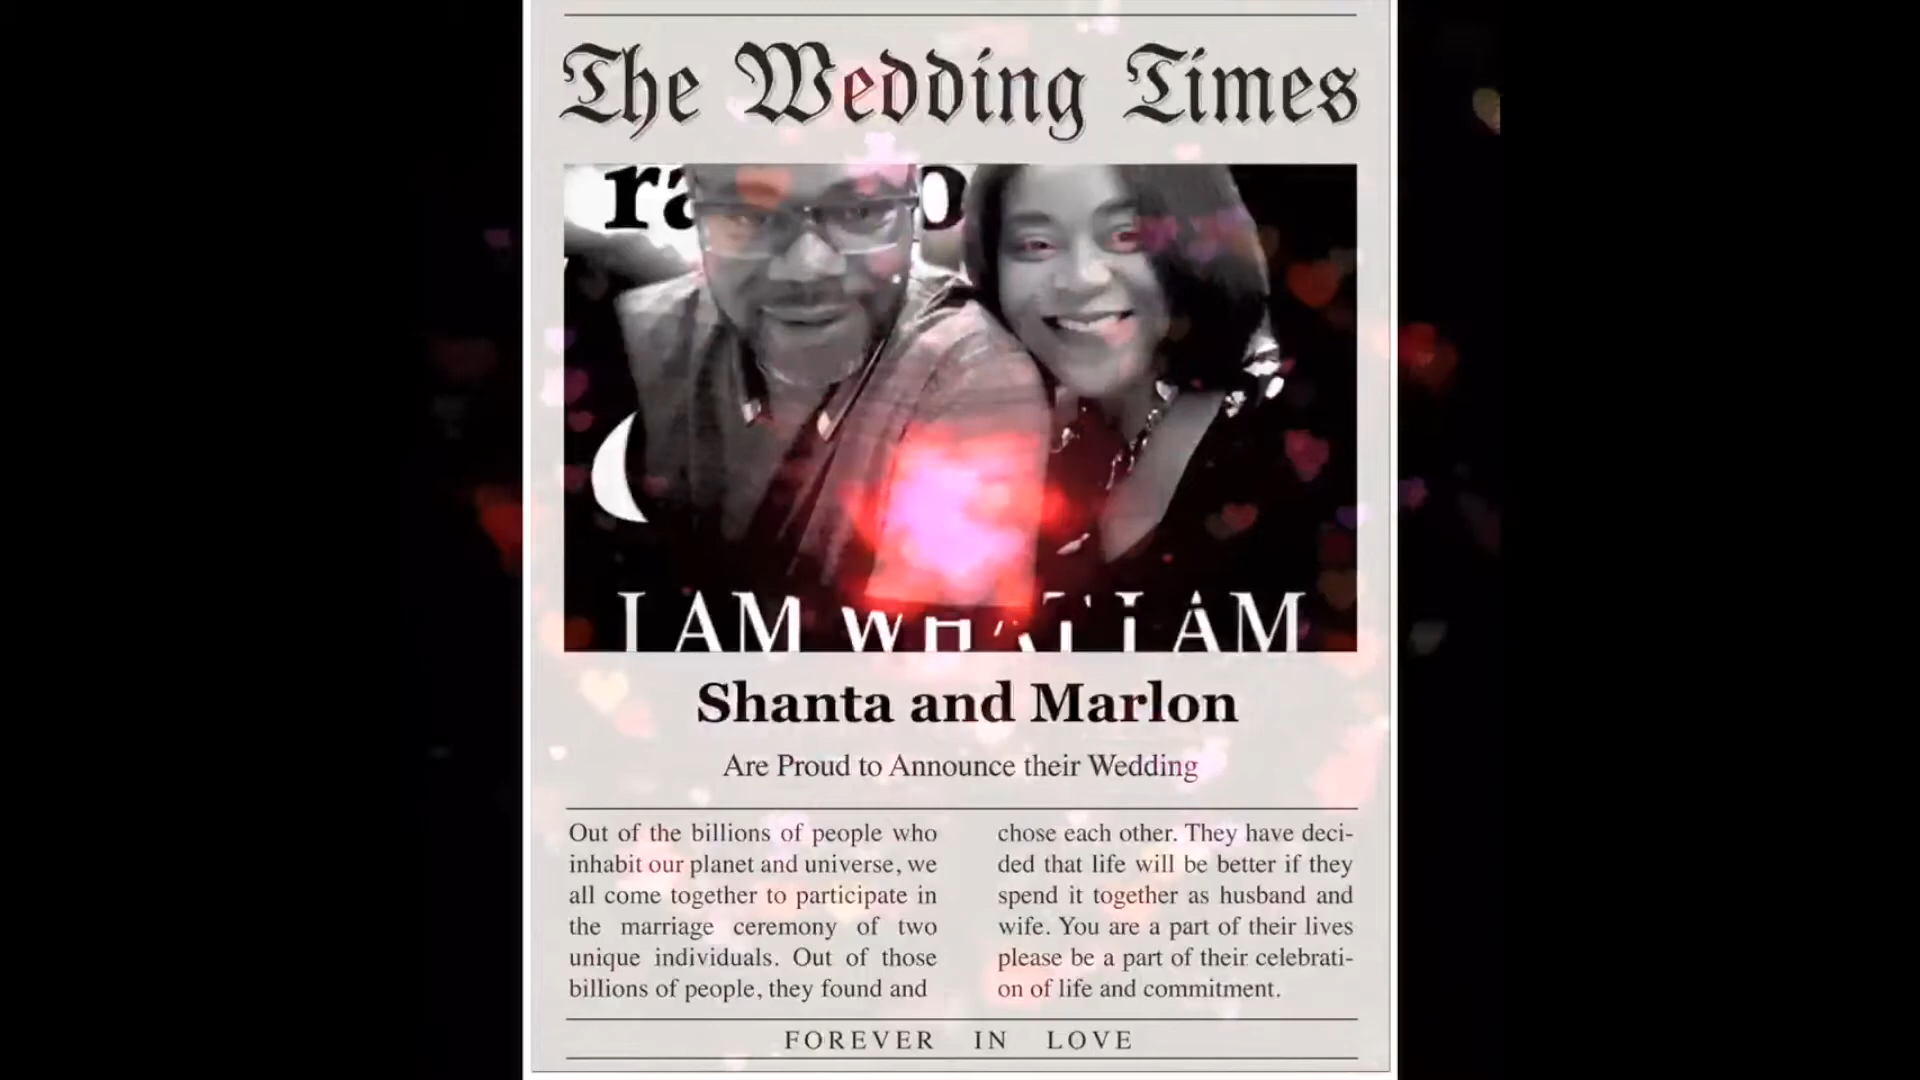 The Wedding Times
I AM WHAT I AM
Shanta and Marlon
Are Proud to Announce their Wedding
Out of the billions of people who
inhabit our planet and universe, we
all come together to participate in
the marriage ceremony of two
unique individuals. Out of those
billions of people, they found and
chose each other. They have deci-
ded that life will be better if they
spend it together as husband and
wife. You are a part of their lives
please be a part of their celebrati-
on of life and commitment.
FOREVER IN LOVE